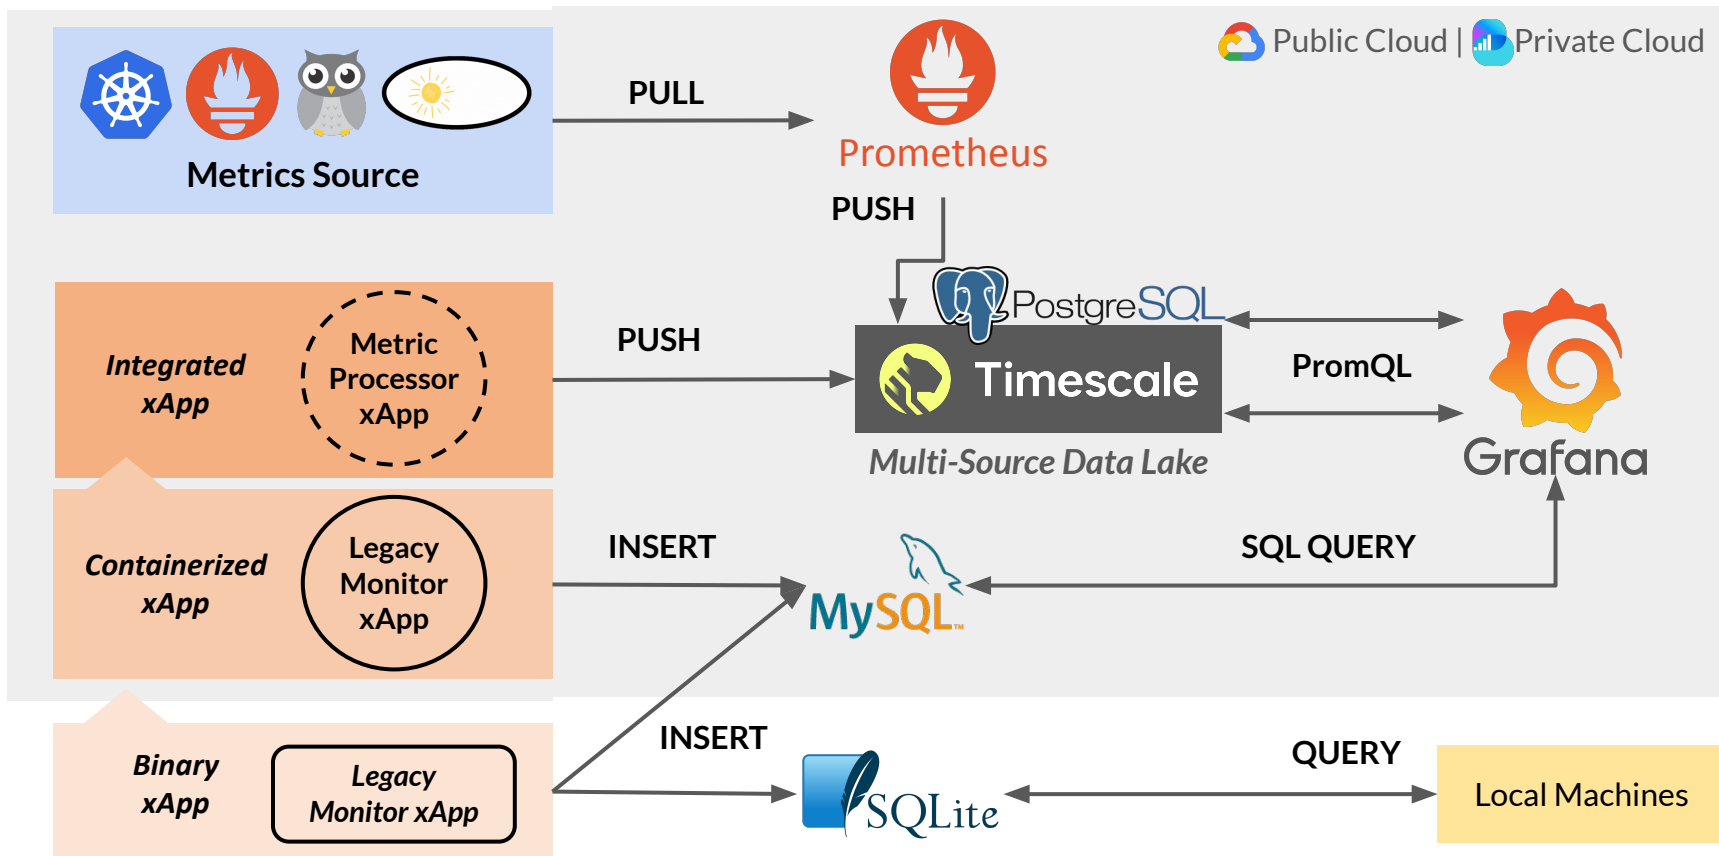 Public Cloud | Private Cloud
PULL
Metrics Source
Prometheus
PUSH
PostgreSQL
Integrated
xApp
Metric
Processor
xApp
PUSH
Timescale
PromQL
Multi-Source Data Lake
Grafana
Containerized
xApp
Legacy
Monitor
xApp
INSERT
MySQL™
SQL QUERY
Binary
xApp
Legacy
Monitor xApp
INSERT
SQLite
QUERY
Local Machines